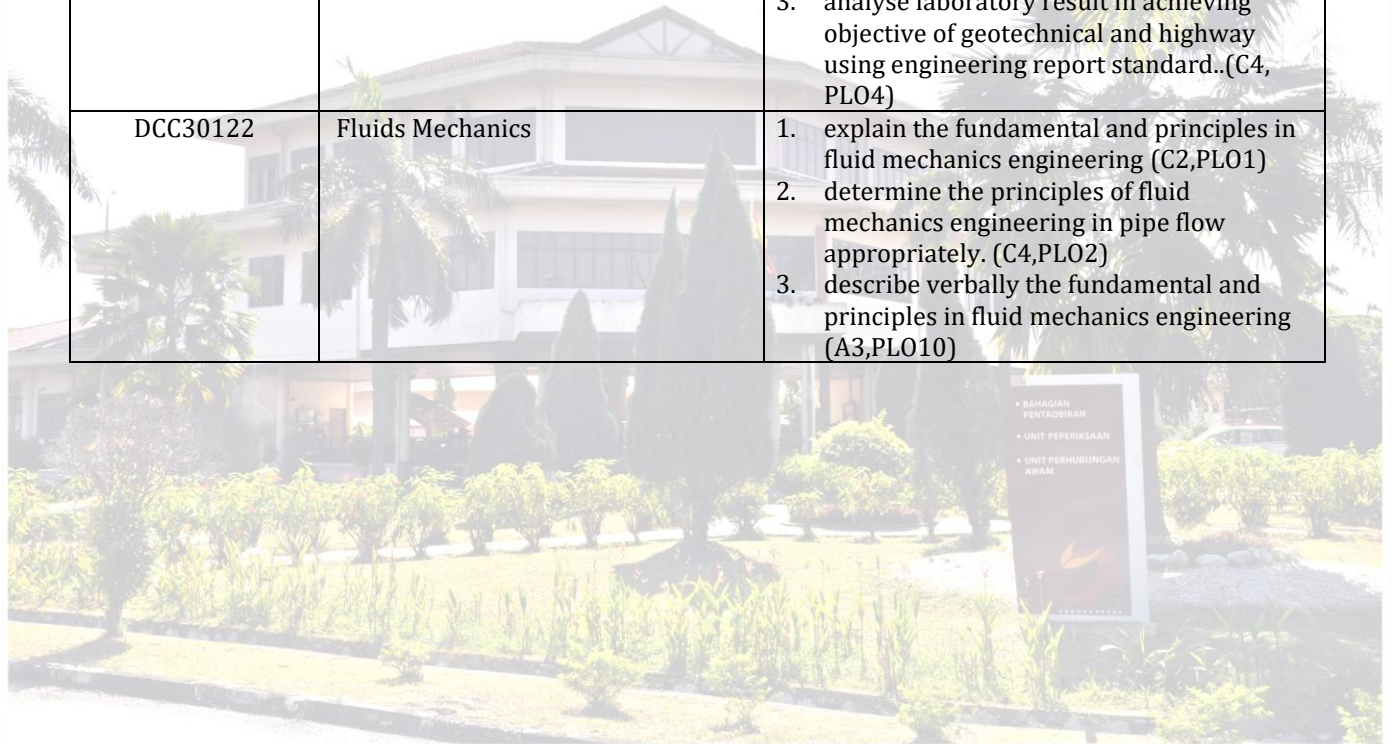 3. analyse laboratory result in achieving
objective of geotechnical and highway
using engineering report standard..(C4,
PLO4)
DCC30122 Fluids Mechanics 1. explain the fundamental and principles in
fluid mechanics engineering (C2,PLO1)
2. determine the principles of fluid
mechanics engineering in pipe flow
appropriately. (C4,PLO2)
3. describe verbally the fundamental and
principles in fluid mechanics engineering
(A3,PLO10)
• BAHAGIAN
PENTADBIRAN
• UNIT PEPERIKSAAN
• UNIT PERHUBUNGAN
AWAM